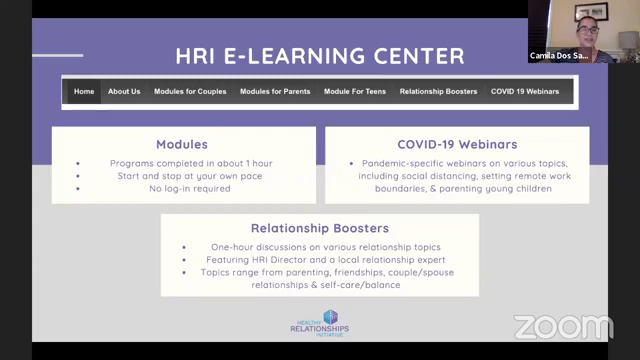 Camila Dos Sa...
HRI E-LEARNING CENTER
Home About Us Modules for Couples Modules for Parents Module For Teens Relationship Boosters COVID 19 Webinars
Modules
• Programs completed in about 1 hour
• Start and stop at your own pace
• No log-in required
COVID-19 Webinars
• Pandemic-specific webinars on various topics,
including social distancing, setting remote work
boundaries, & parenting young children
Relationship Boosters
• One-hour discussions on various relationship topics
• Featuring HRI Director and a local relationship expert
• Topics range from parenting, friendships, couple/spouse
relationships & self-care/balance
HEALTHY
RELATIONSHIPS
INITIATIVE
zoom